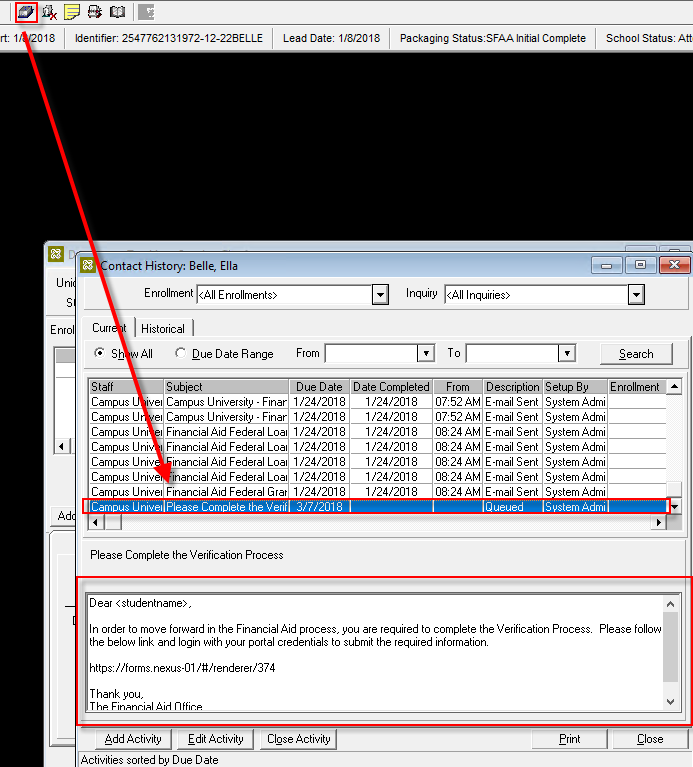 rt: 1/8/2018 Identifier: 2547762131972-12-22BELLE Lead Date: 1/8/2018 Packaging Status:SFAA Initial Complete School Status: Att
D
Contact History: Belle, Ella
Unic
St
Enrollment <All Enrollments> Inquiry <All Inquiries>
Enroll
Current Historical
Show All Due Date Range From To Search
Staff Subject Due Date Date Completed From Description Setup By Enrollment
Campus Univer Campus University - Finar 1/24/2018 1/24/2018 07:52 AM E-mail Sent System Admi
Campus Univer Campus University - Finar 1/24/2018 1/24/2018 07:52 AM E-mail Sent System Admi
Campus Univer Financial Aid Federal Loar 1/24/2018 1/24/2018 08:24 AM E-mail Sent System Admi
Campus Univer Financial Aid Federal Loar 1/24/2018 1/24/2018 08:24 AM E-mail Sent System Admi
Campus Univer Financial Aid Federal Loar 1/24/2018 1/24/2018 08:24 AM E-mail Sent System Admi
Campus Univer Financial Aid Federal Loar 1/24/2018 1/24/2018 08:24 AM E-mail Sent System Admi
Campus Univer Financial Aid Federal Grar 1/24/2018 1/24/2018 08:24 AM E-mail Sent System Admi
Campus Univer Please Complete the Verif 3/7/2018 Queued System Admi
Add
Please Complete the Verification Process
Dear <studentname>,
In order to move forward in the Financial Aid process, you are required to complete the Verification Process. Please follow
the below link and login with your portal credentials to submit the required information.
https://forms.nexus-01/#/renderer/374
Thank you,
The Financial Aid Office
Add Activity Edit Activity Close Activity Print Close
Activities sorted by Due Date